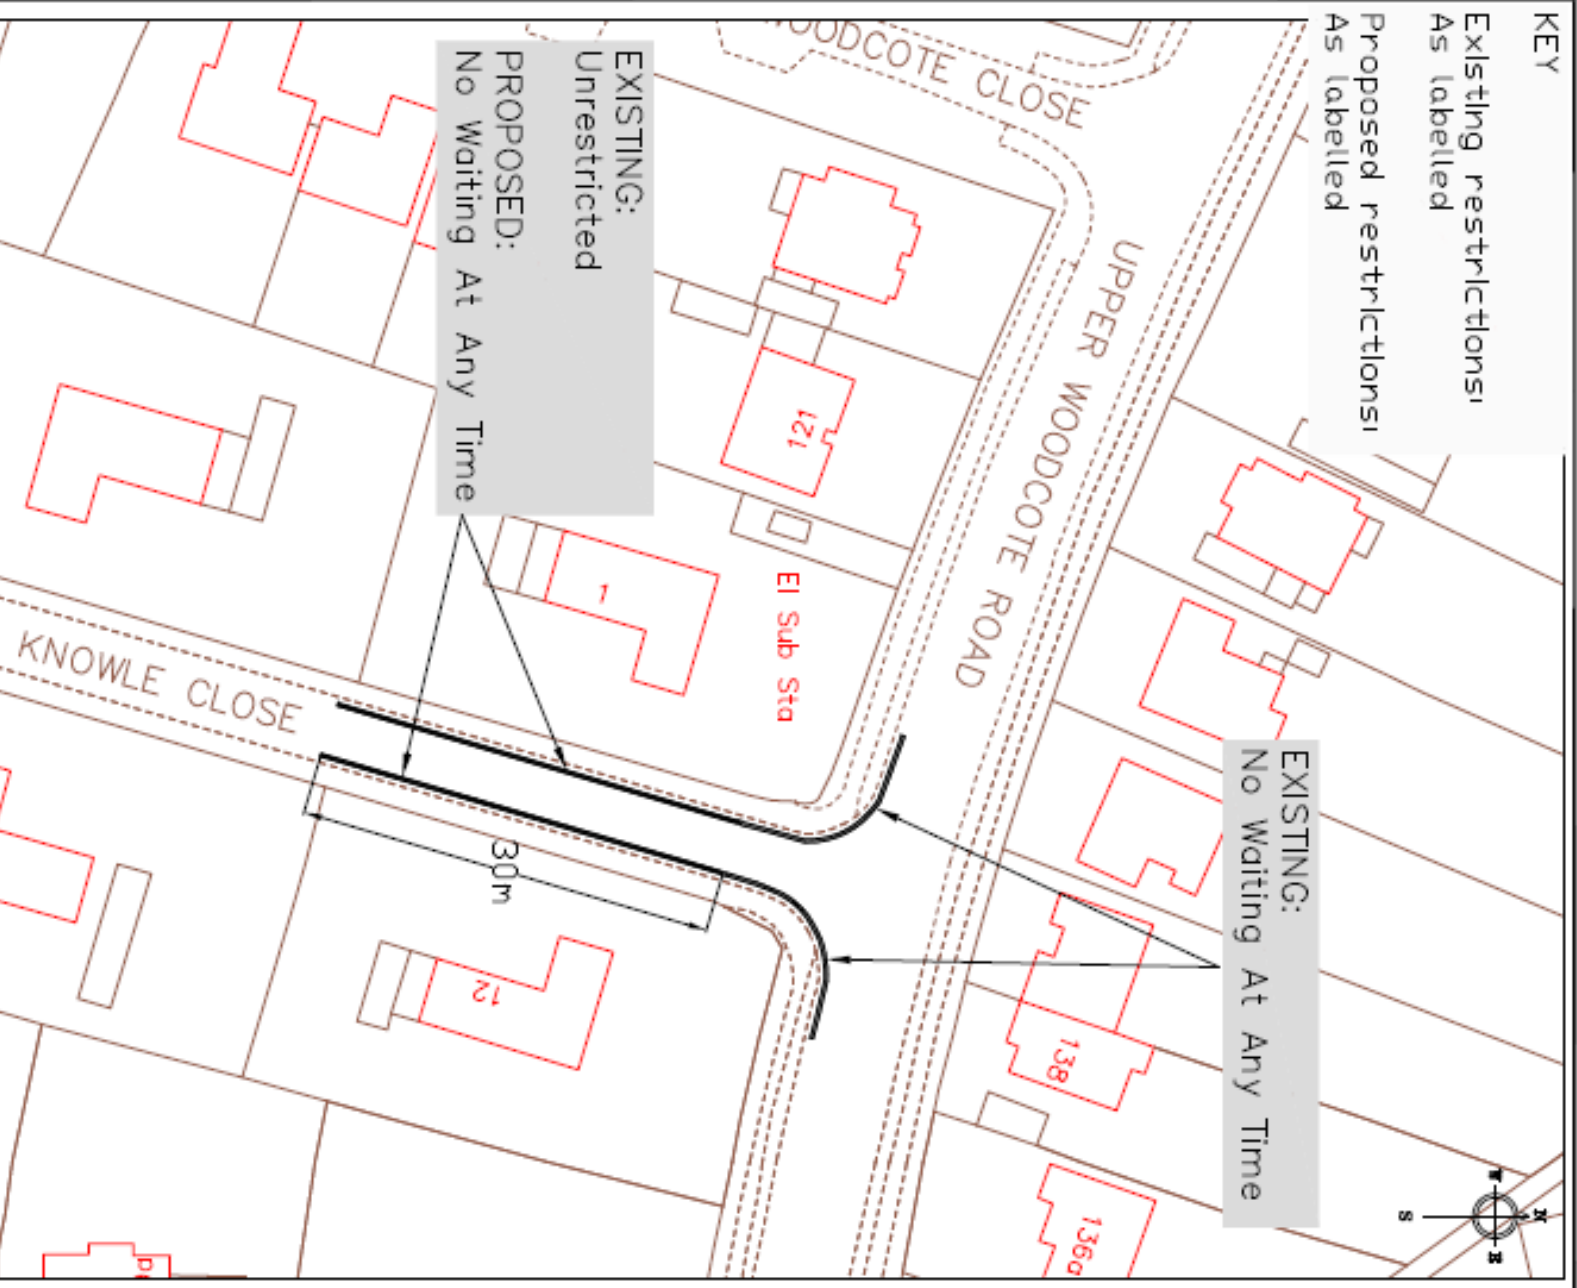 KEY
Existing restrictions:
As labelled
Proposed restrictions:
As labelled
WOODCOTE CLOSE
UPPER WOODCOTE ROAD
EXISTING:
Unrestricted
PROPOSED:
No Waiting At Any Time
121
El Sub Sta
1
KNOWLE CLOSE
30m
12
EXISTING:
No Waiting At Any Time
138
136a
N
E
S